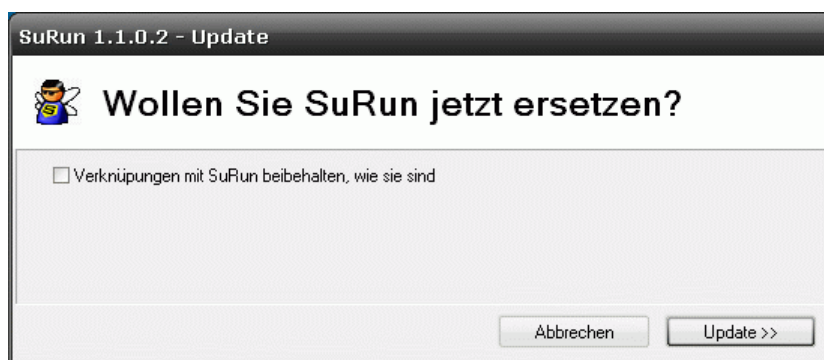 SuRun 1.1.0.2 - Update
Wollen Sie SuRun jetzt ersetzen?
Verknüpungen mit SuRun beibehalten, wie sie sind
Abbrechen Update >>